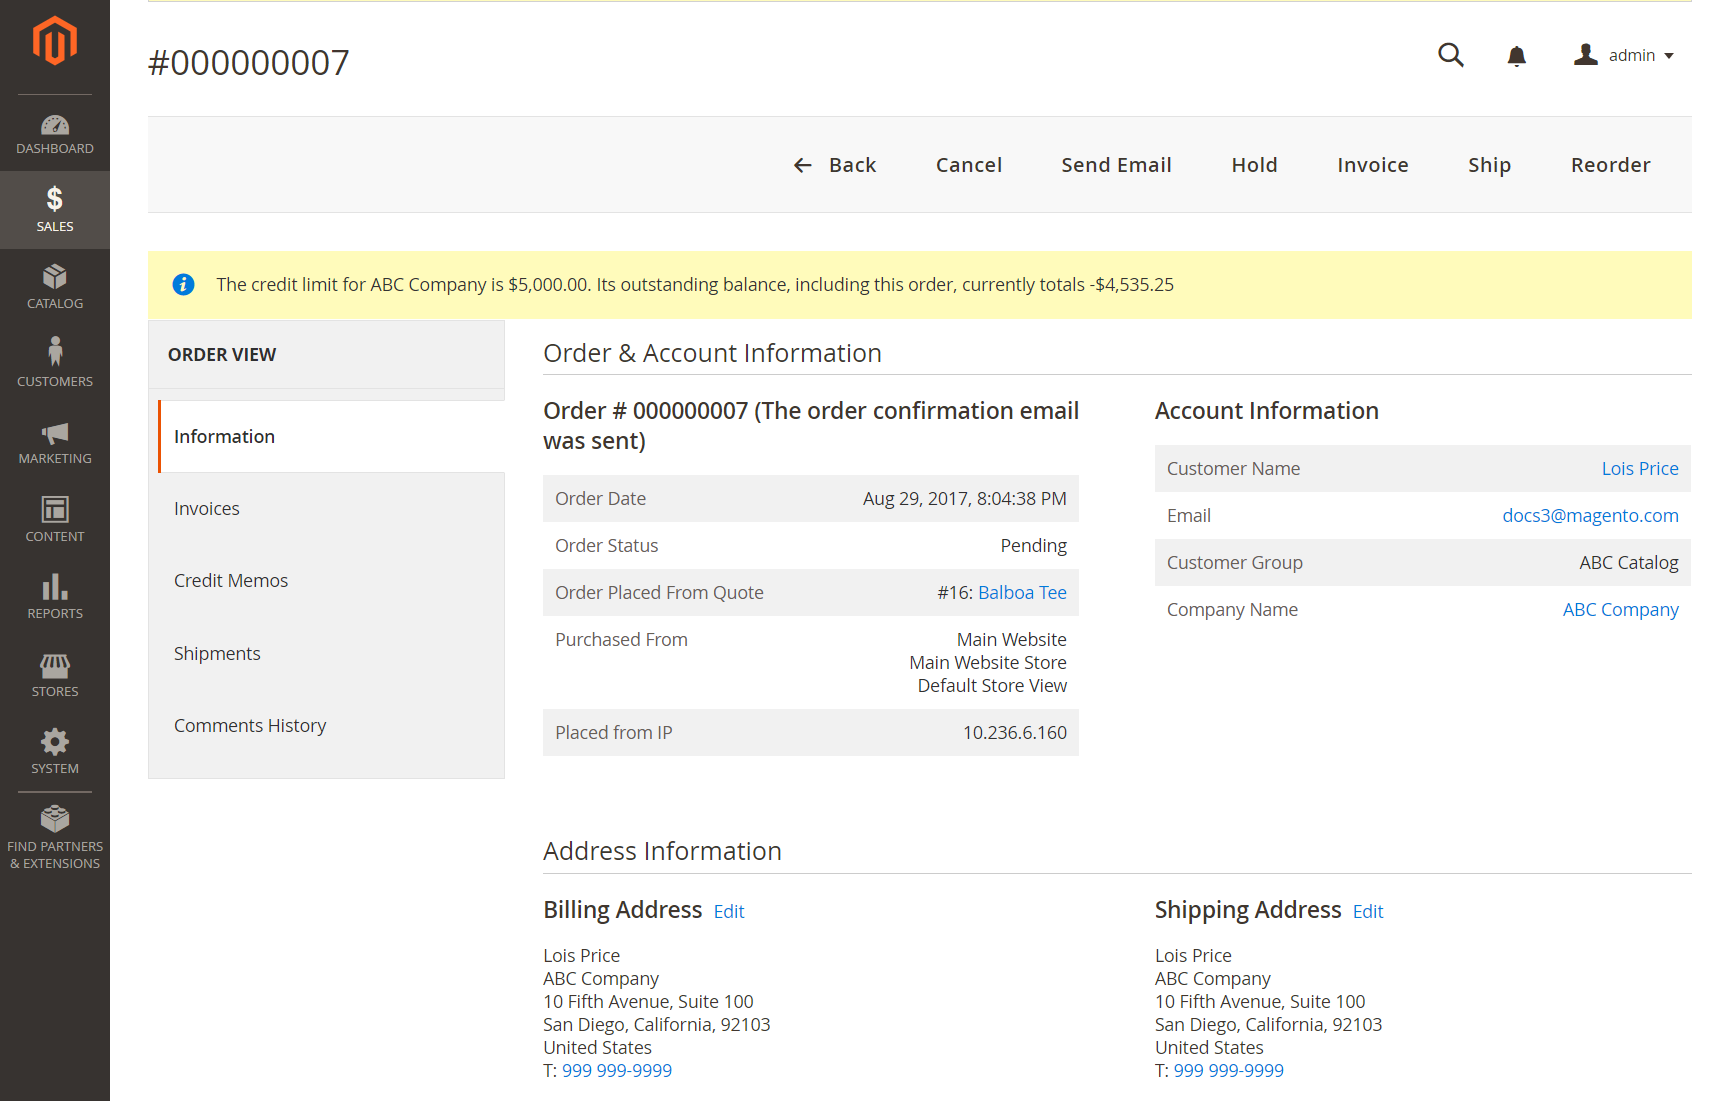 #000000007
admin
DASHBOARD
SALES
CATALOG
CUSTOMERS
MARKETING
CONTENT
REPORTS
STORES
SYSTEM
FIND PARTNERS
& EXTENSIONS
Back
Cancel
Send Email
Hold
Invoice
Ship
Reorder
The credit limit for ABC Company is $5,000.00. Its outstanding balance, including this order, currently totals -$4,535.25
ORDER VIEW
Information
Invoices
Credit Memos
Shipments
Comments History
Order & Account Information
Order # 000000007 (The order confirmation email
was sent)
Order Date Aug 29, 2017, 8:04:38 PM
Order Status Pending
Order Placed From Quote #16: Balboa Tee
Purchased From Main Website
Main Website Store
Default Store View
Placed from IP 10.236.6.160
Account Information
Customer Name Lois Price
Email docs3@magento.com
Customer Group ABC Catalog
Company Name ABC Company
Address Information
Billing Address Edit
Lois Price
ABC Company
10 Fifth Avenue, Suite 100
San Diego, California, 92103
United States
T: 999 999-9999
Shipping Address Edit
Lois Price
ABC Company
10 Fifth Avenue, Suite 100
San Diego, California, 92103
United States
T: 999 999-9999